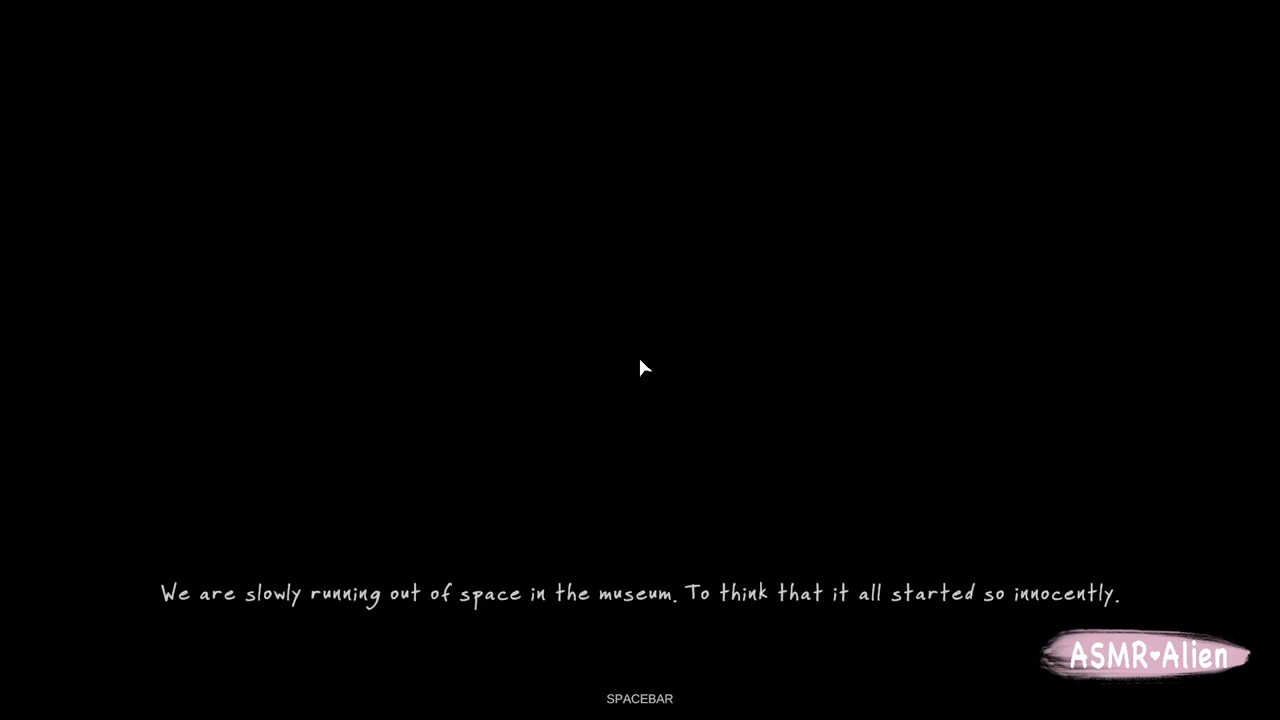 We are slowly running out of space in the museum. To think that it all started so innocently.
ASMR♥Alien
SPACEBAR